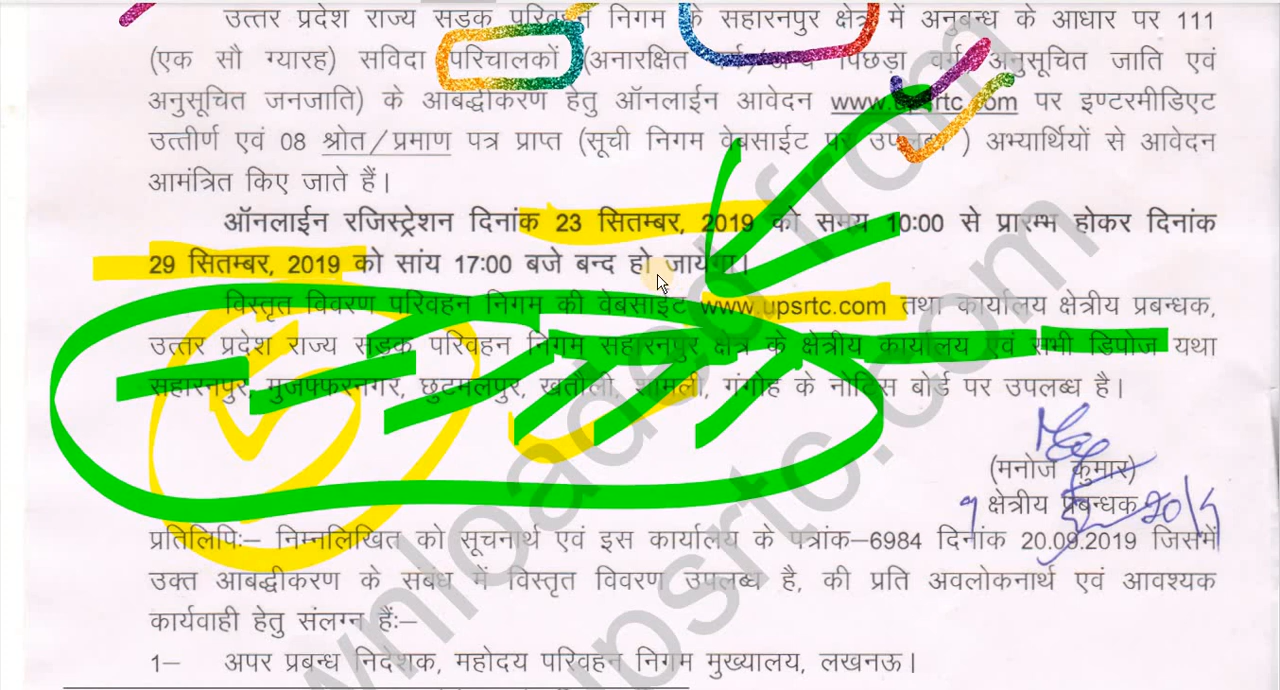 उत्तर प्रदेश राज्य सड़क परिवहन निगम के सहारनपुर क्षेत्र में अनुबन्ध के आधार पर 111
(एक सौ ग्यारह) सविदा परिचालकों (अनारक्षित वर्ग/अन्य पिछड़ा वर्ग अनुसूचित जाति एवं
अनुसूचित जनजाति) के आबद्धीकरण हेतु ऑनलाईन आवेदन www.upsrtc.com पर इण्टरमीडिएट
उत्तीर्ण एवं 08 श्रोत/प्रमाण पत्र प्राप्त (सूची निगम वेबसाईट पर उपलब्ध) अभ्यार्थियों से आवेदन
आमंत्रित किए जाते हैं।
ऑनलाईन रजिस्ट्रेशन दिनांक 23 सितम्बर, 2019 को समय 10:00 से प्रारम्भ होकर दिनांक
29 सितम्बर, 2019 को सांय 17:00 बजे बन्द हो जायेगा।
विस्तृत विवरण परिवहन निगम की वेबसाईट www.upsrtc.com तथा कार्यालय क्षेत्रीय प्रबन्धक,
उत्तर प्रदेश राज्य सड़क परिवहन निगम सहारनपुर क्षेत्र के क्षेत्रीय कार्यालय एवं सभी डिपोज यथा
सहारनपुर, मुजफ्फरनगर, छुटमलपुर, खतौली, शामली, गंगोह के नोटिस बोर्ड पर उपलब्ध है।
(मनोज कुमार)
क्षेत्रीय प्रबन्धक
प्रतिलिपिः– निम्नलिखित को सूचनार्थ एवं इस कार्यालय के पत्रांक–6984 दिनांक 20.09.2019 जिसमें
उक्त आबद्धीकरण के संबंध में विस्तृत विवरण उपलब्ध है, की प्रति अवलोकनार्थ एवं आवश्यक
कार्यवाही हेतु संलग्न हैंः–
1– अपर प्रबन्ध निदेशक, महोदय परिवहन निगम मुख्यालय, लखनऊ।